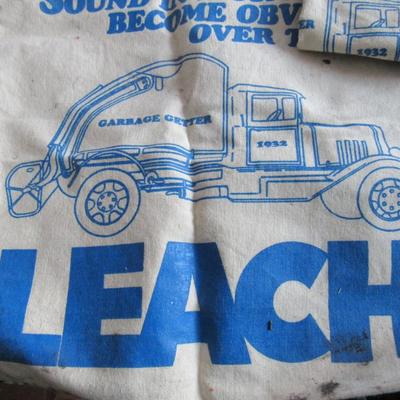 SOUND
BECOME OBV
OVER
1932
GARBAGE GETTER
1932
LEACH